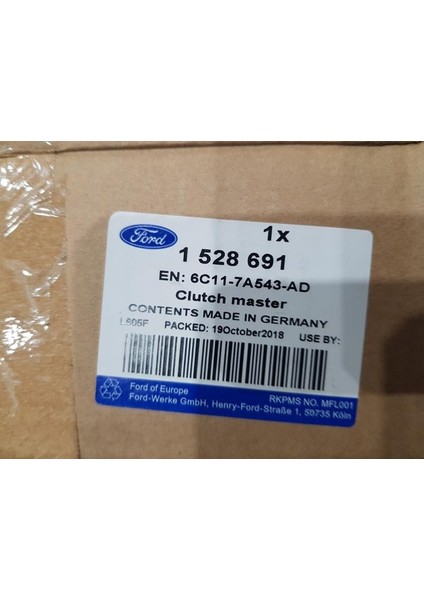 Ford
1x
1 528 691
EN: 6C11-7A543-AD
Clutch master
CONTENTS MADE IN GERMANY
L605F PACKED: 19October2018 USE BY:
Ford of Europe
RKPMS NO. MFL001
Ford-Werke GmbH, Henry-Ford-Straße 1, 50735 Köln